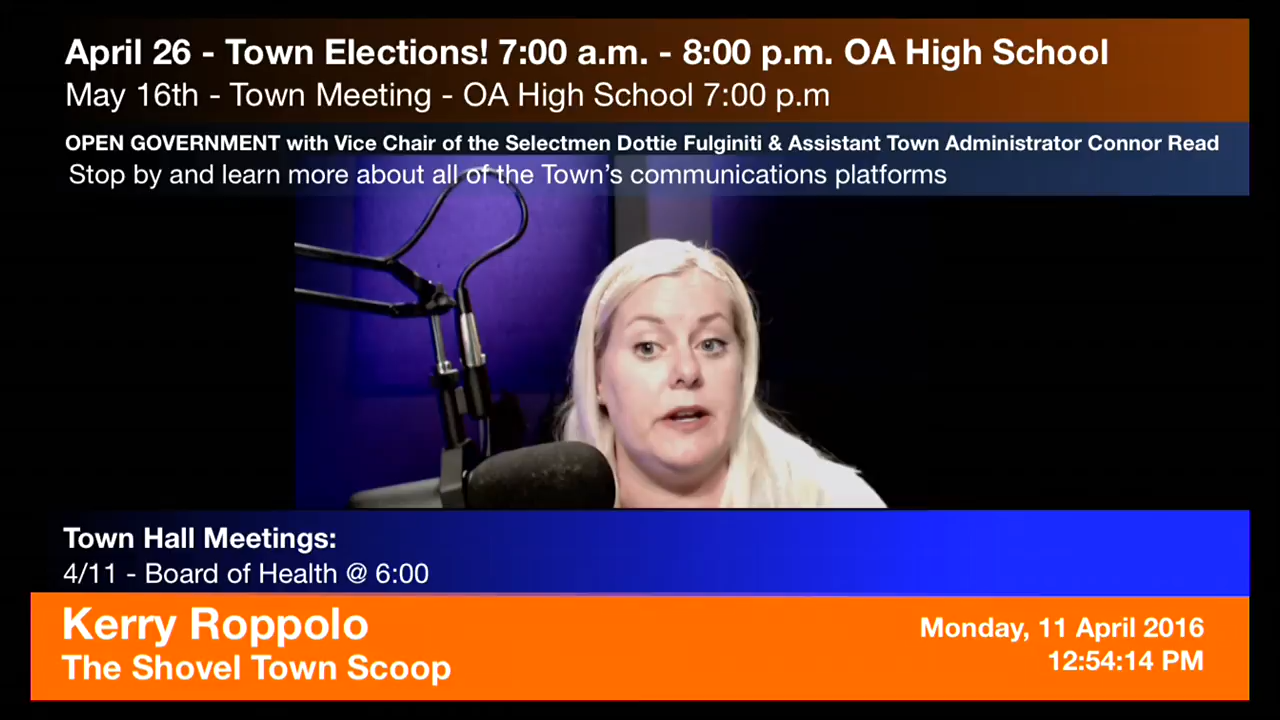 April 26 - Town Elections! 7:00 a.m. - 8:00 p.m. OA High School
May 16th - Town Meeting - OA High School 7:00 p.m
OPEN GOVERNMENT with Vice Chair of the Selectmen Dottie Fulginiti & Assistant Town Administrator Connor Read
Stop by and learn more about all of the Town’s communications platforms
Town Hall Meetings:
4/11 - Board of Health @ 6:00
Kerry Roppolo
The Shovel Town Scoop
Monday, 11 April 2016
12:54:14 PM